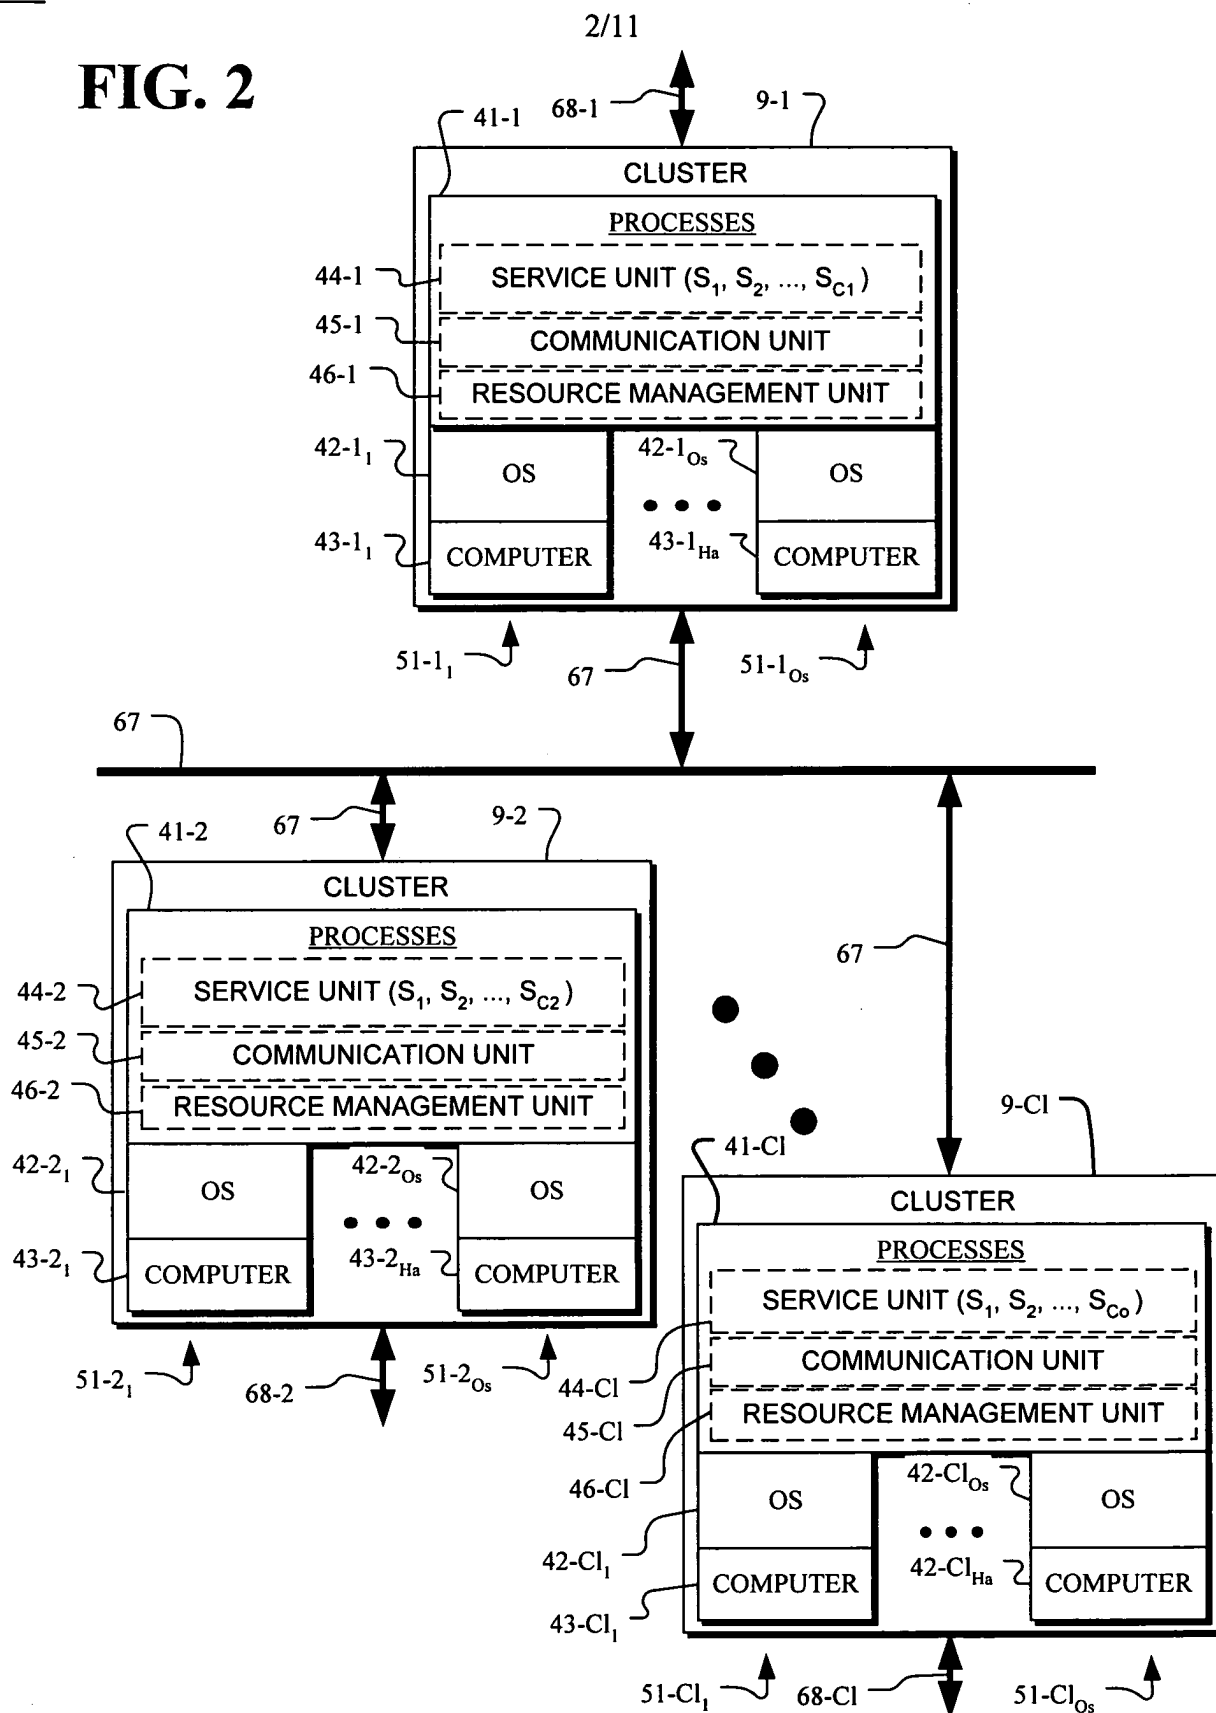 2/11
FIG. 2
68-1
9-1
41-1
CLUSTER
PROCESSES
44-1
SERVICE UNIT (S1, S2, ..., SC1)
45-1
COMMUNICATION UNIT
46-1
RESOURCE MANAGEMENT UNIT
42-11
OS
42-1Os
OS
43-11
COMPUTER
43-1Ha
COMPUTER
51-11
67
51-1Os
67
67
9-2
41-2
CLUSTER
PROCESSES
67
44-2
SERVICE UNIT (S1, S2, ..., SC2)
45-2
COMMUNICATION UNIT
46-2
RESOURCE MANAGEMENT UNIT
42-21
OS
42-2Os
OS
43-21
COMPUTER
43-2Ha
COMPUTER
51-21
68-2
51-2Os
9-Cl
41-Cl
CLUSTER
PROCESSES
SERVICE UNIT (S1, S2, ..., SCo)
44-Cl
COMMUNICATION UNIT
45-Cl
RESOURCE MANAGEMENT UNIT
46-Cl
OS
42-ClOs
OS
42-Cl1
COMPUTER
42-ClHa
COMPUTER
43-Cl1
51-Cl1
68-Cl
51-ClOs